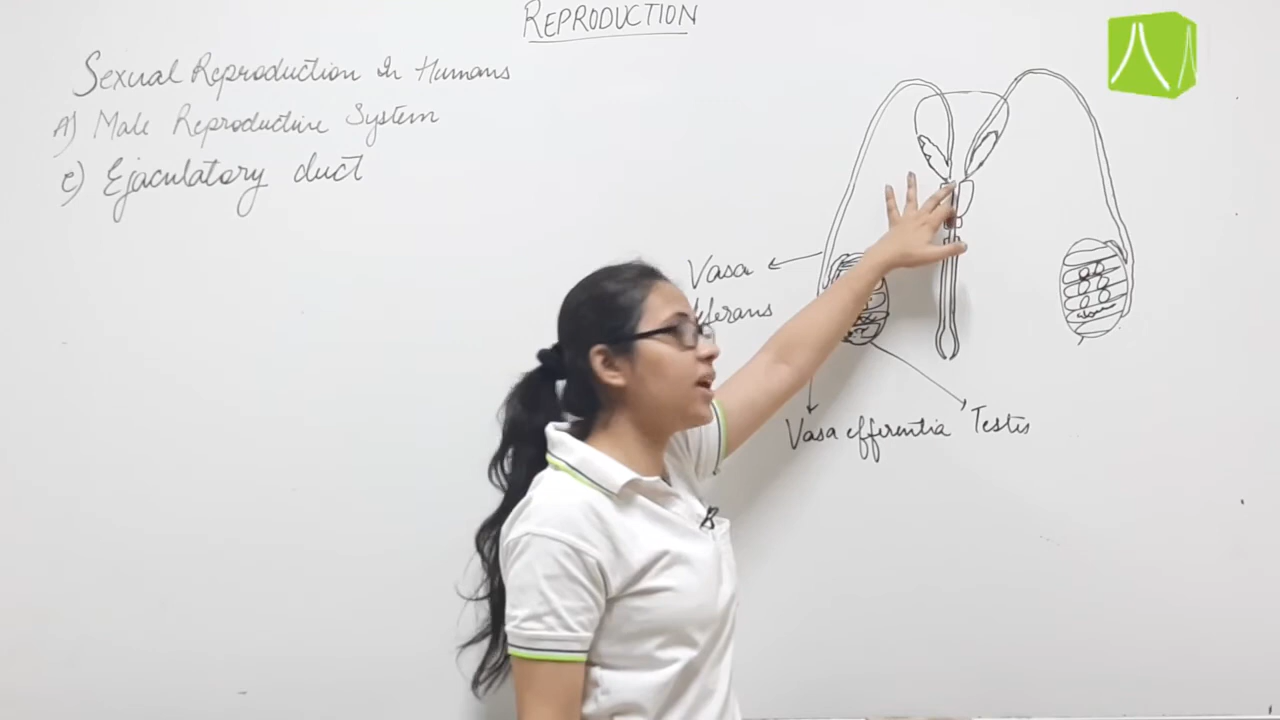 REPRODUCTION
Sexual Reproduction In Humans
A) Male Reproductive System
e) Ejaculatory duct
Vasa
Vasa efferentia
Testis